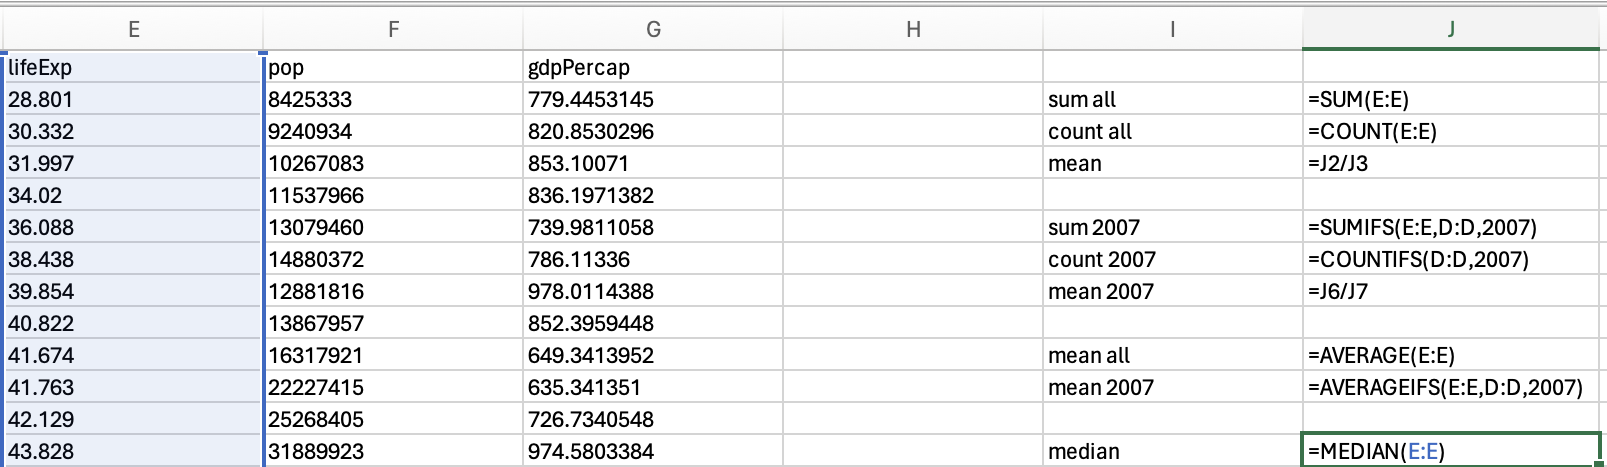 E F G H I J
lifeExp pop gdpPercap
28.801 8425333 779.4453145 sum all =SUM(E:E)
30.332 9240934 820.8530296 count all =COUNT(E:E)
31.997 10267083 853.10071 mean =J2/J3
34.02 11537966 836.1971382
36.088 13079460 739.9811058 sum 2007 =SUMIFS(E:E,D:D,2007)
38.438 14880372 786.11336 count 2007 =COUNTIFS(D:D,2007)
39.854 12881816 978.0114388 mean 2007 =J6/J7
40.822 13867957 852.3959448
41.674 16317921 649.3413952 mean all =AVERAGE(E:E)
41.763 22227415 635.341351 mean 2007 =AVERAGEIFS(E:E,D:D,2007)
42.129 25268405 726.7340548
43.828 31889923 974.5803384 median =MEDIAN(E:E)